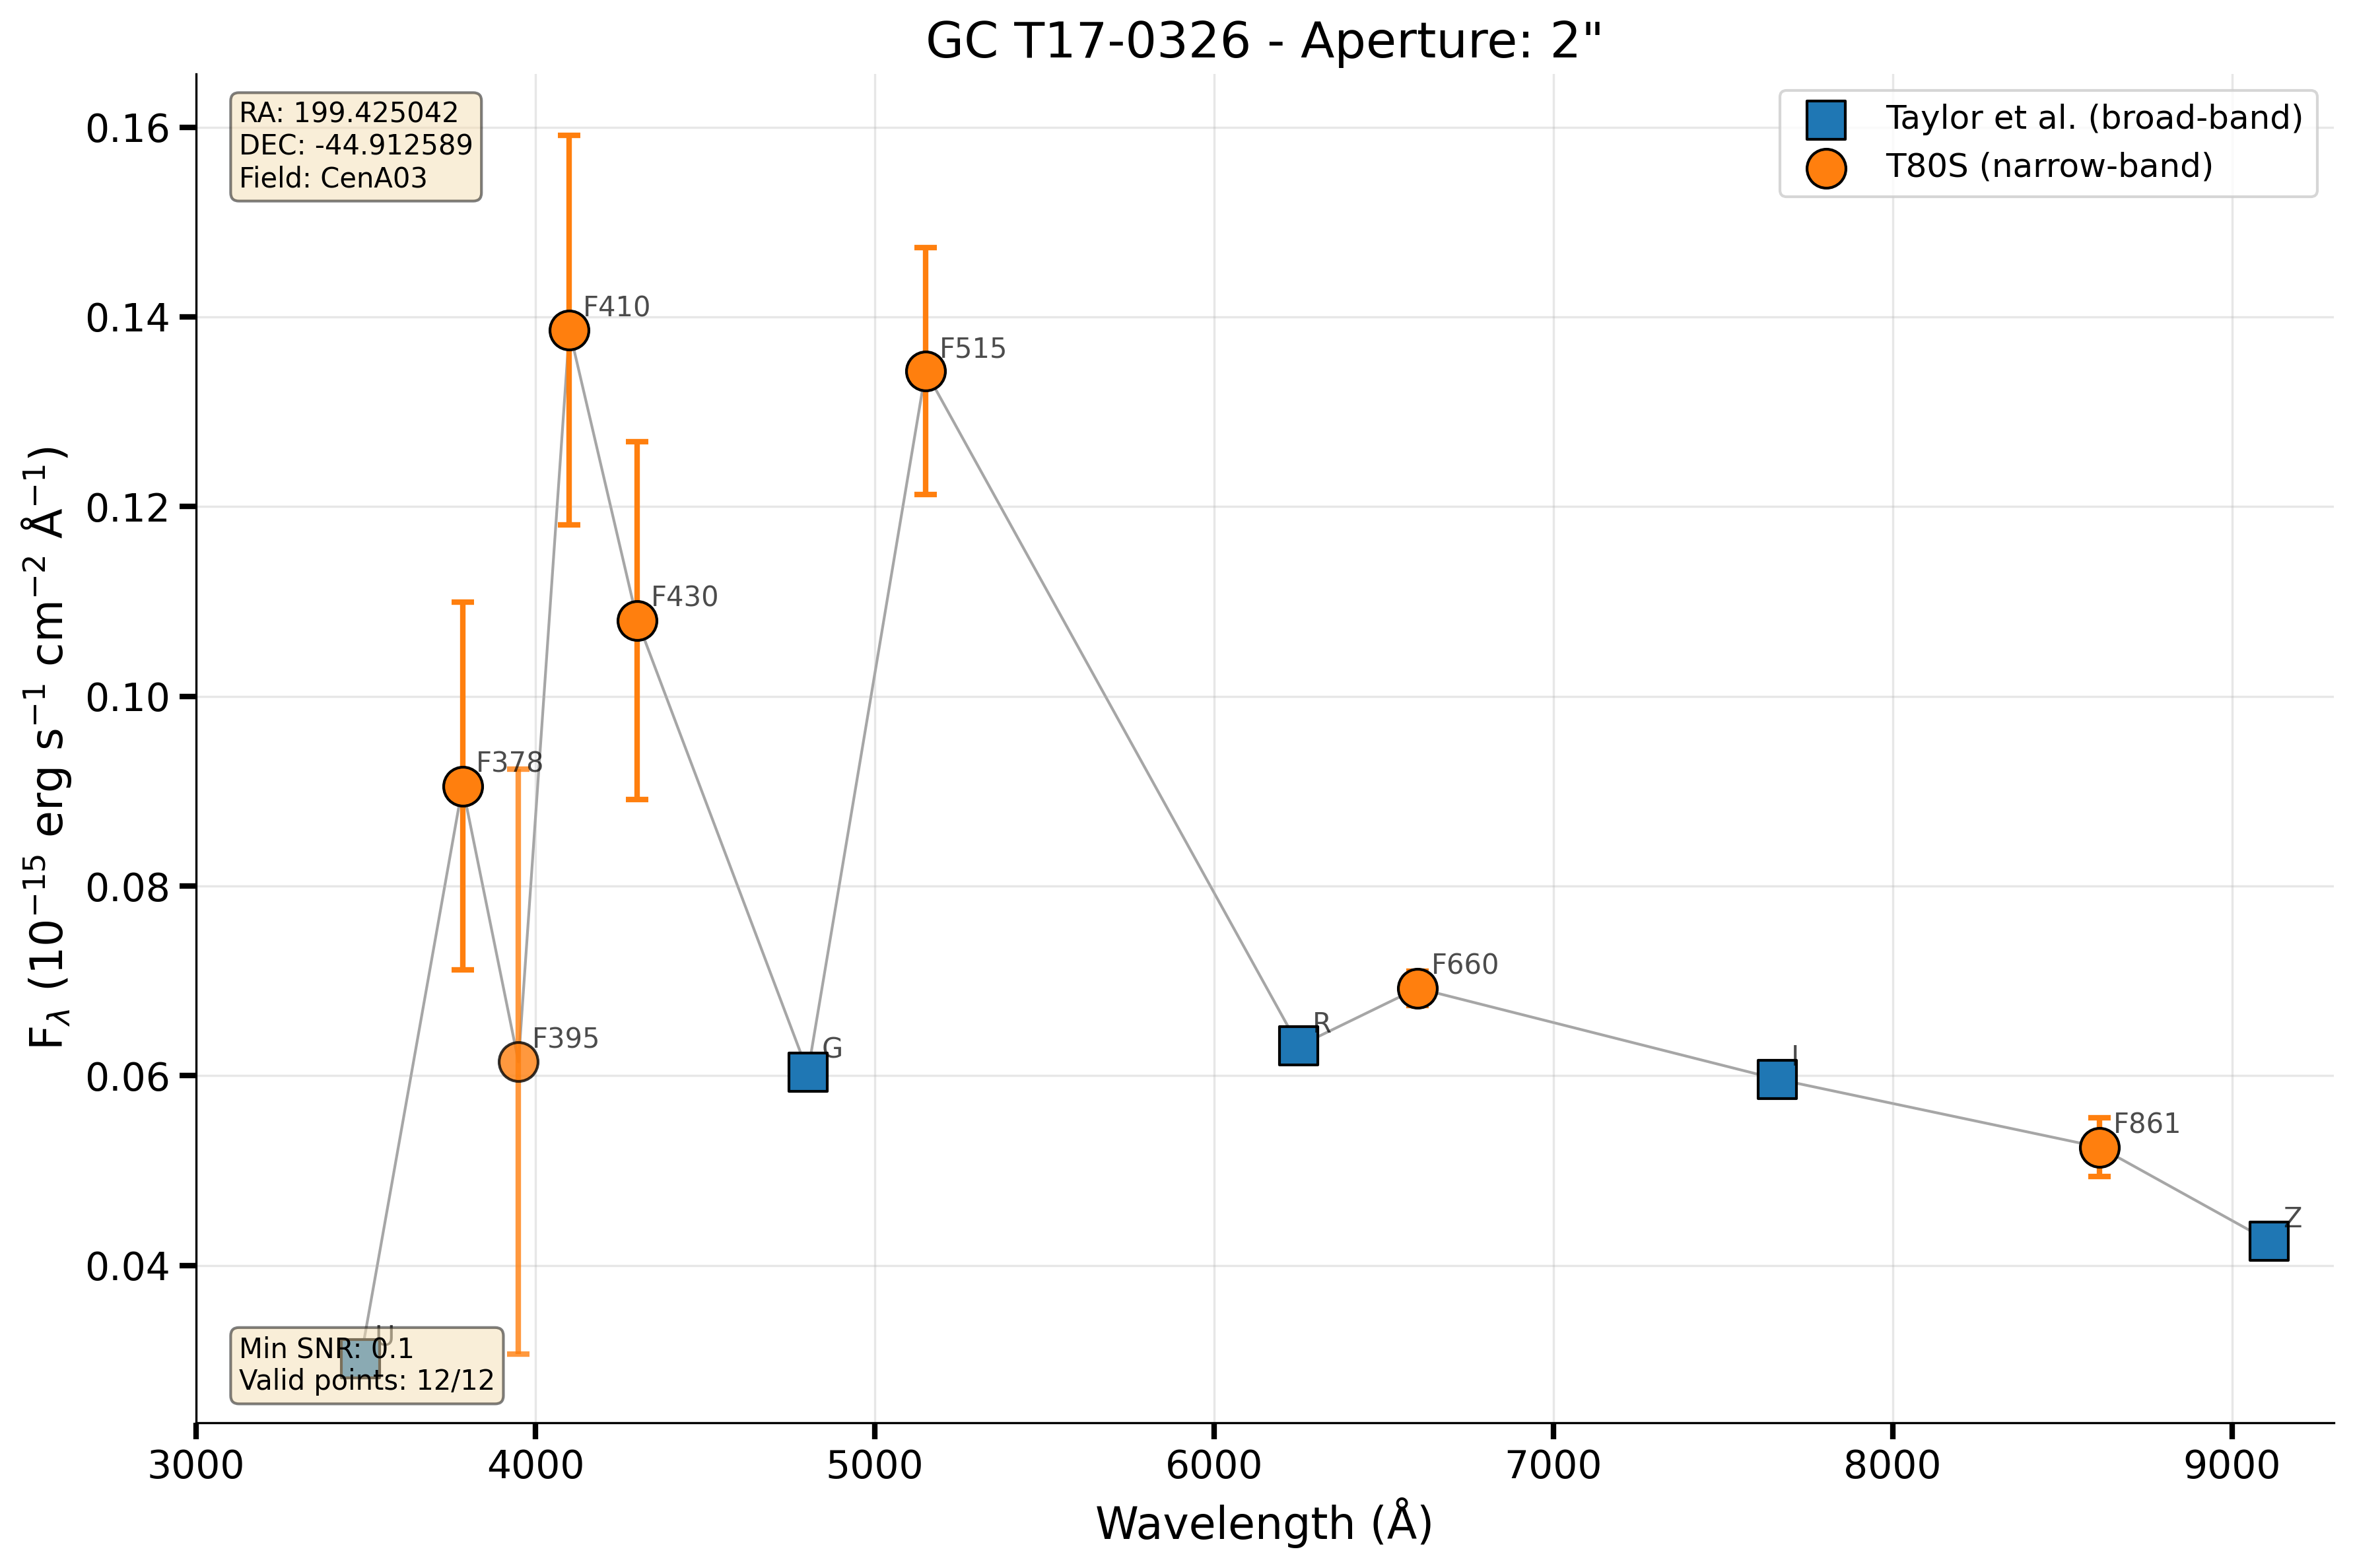 GC T17-0326 - Aperture: 2"
RA: 199.425042
DEC: -44.912589
Field: CenA03
Taylor et al. (broad-band)
T80S (narrow-band)
F410
F515
F430
F378
F395
G
R
F660
I
F861
Z
U
Min SNR: 0.1
Valid points: 12/12
0.16
0.14
0.12
0.10
0.08
0.06
0.04
F_λ (10⁻¹⁵ erg s⁻¹ cm⁻² Å⁻¹)
3000 4000 5000 6000 7000 8000 9000
Wavelength (Å)